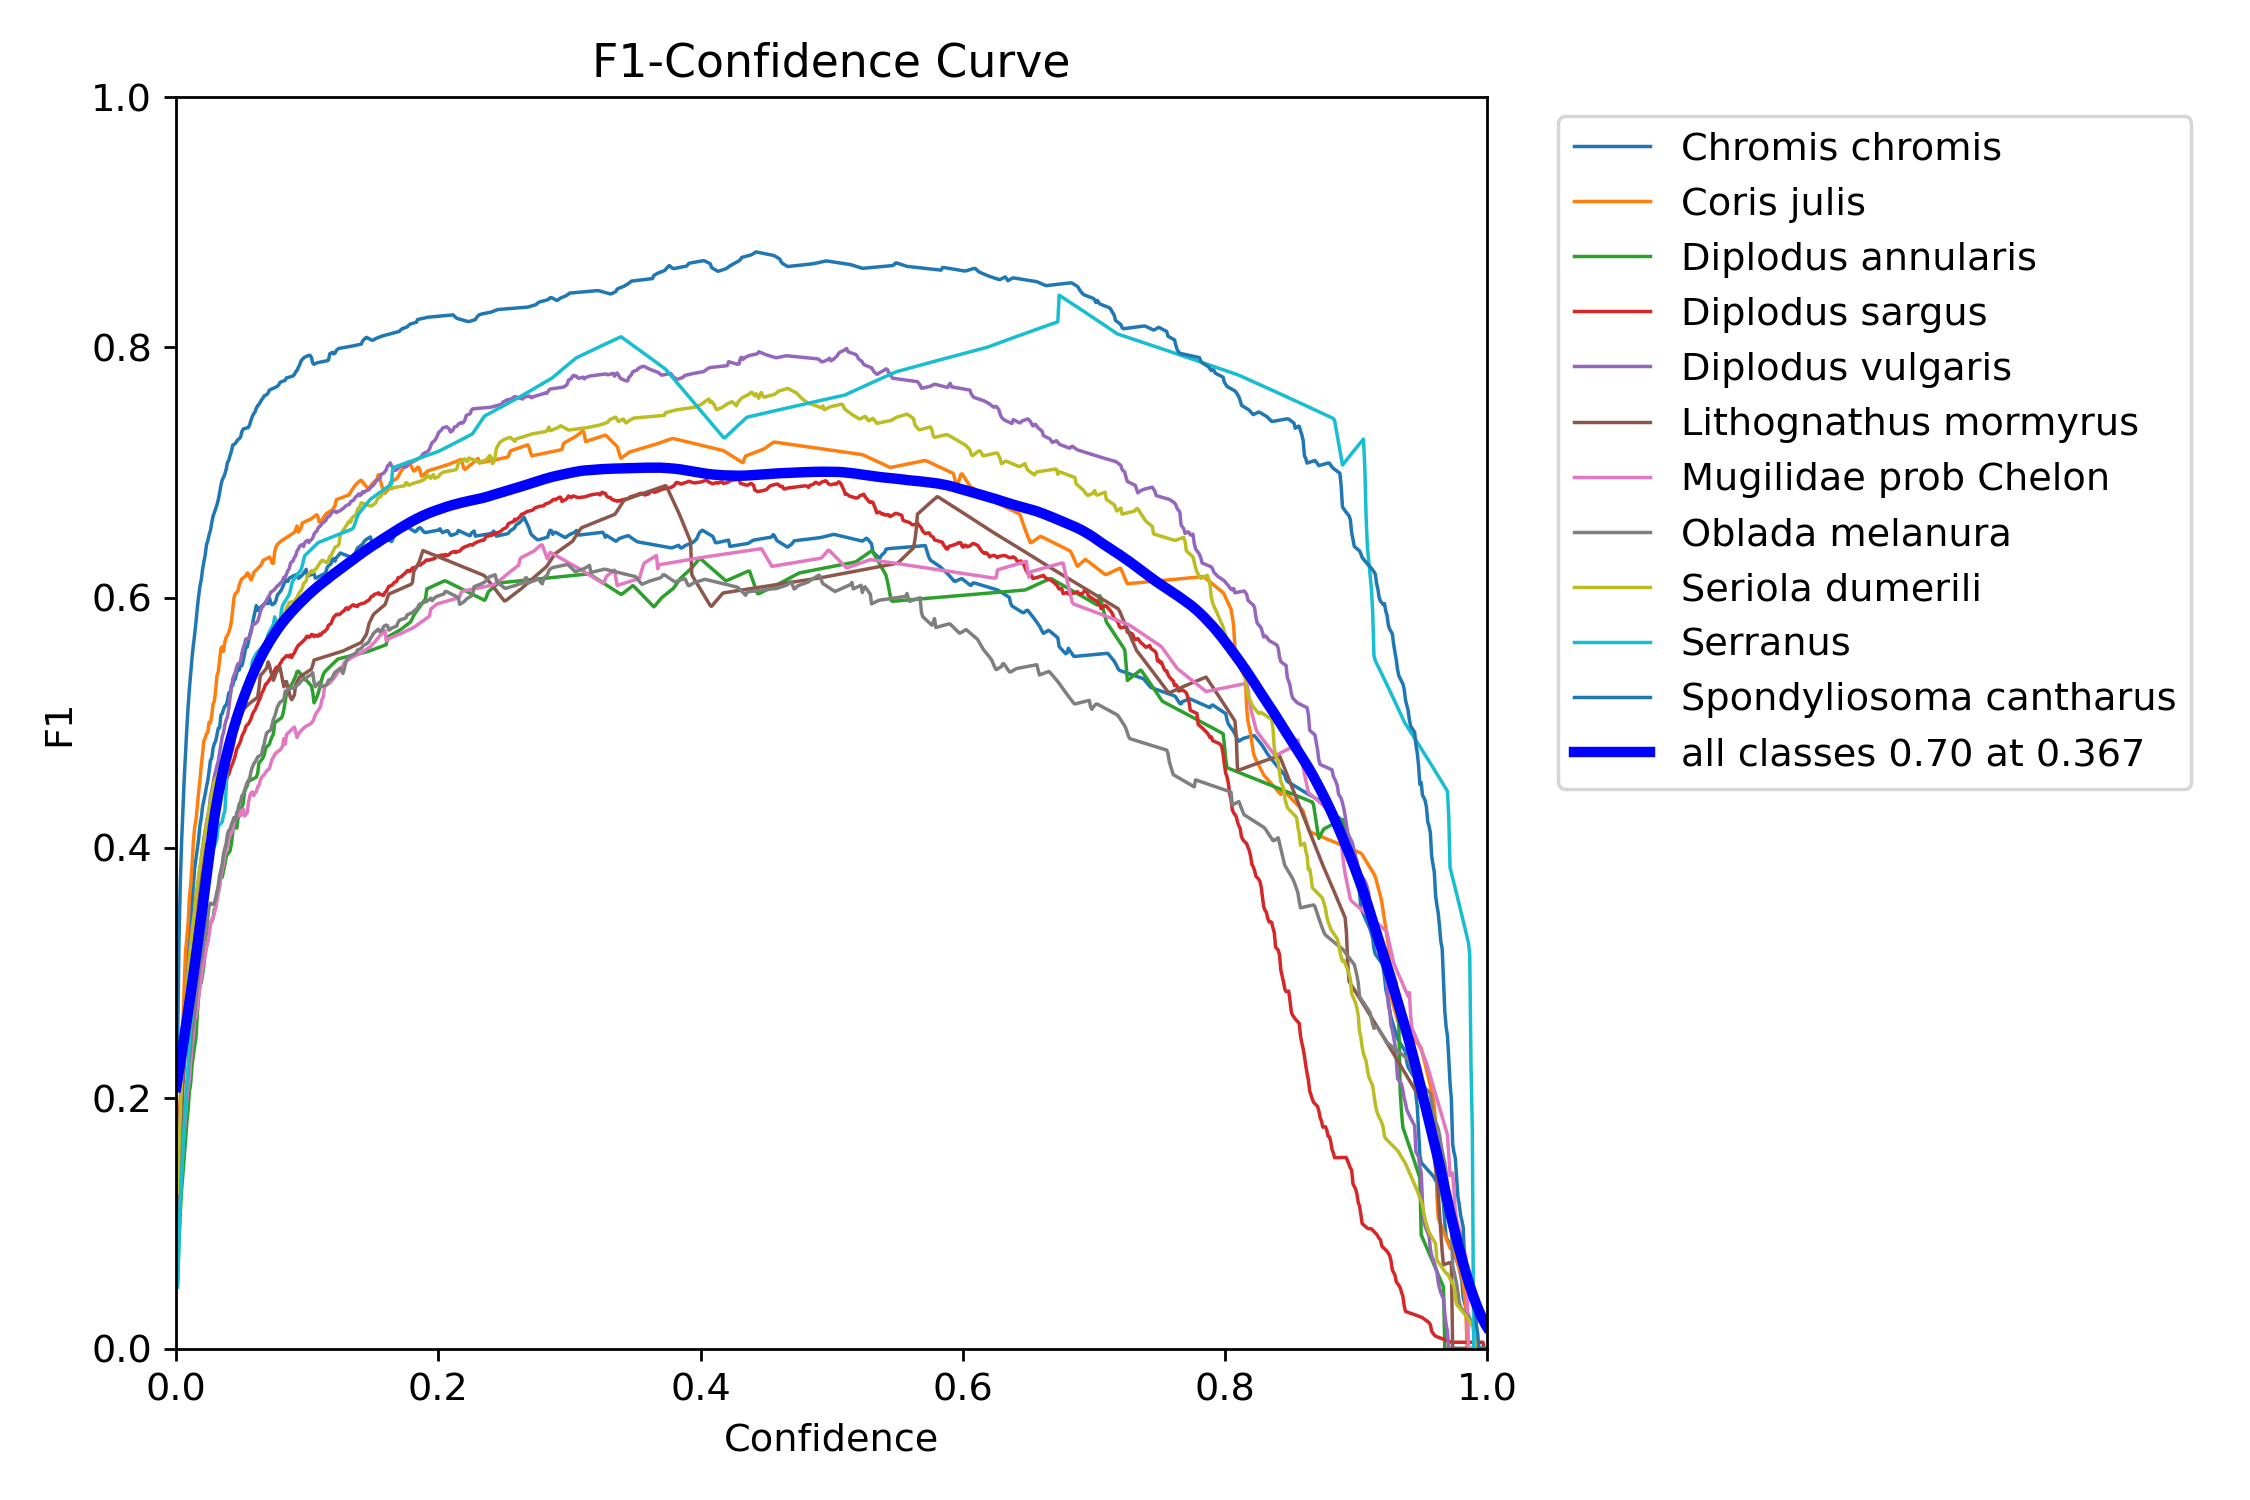 F1-Confidence Curve
1.0
0.8
0.6
0.4
0.2
0.0
F1
0.0 0.2 0.4 0.6 0.8 1.0
Confidence
Chromis chromis
Coris julis
Diplodus annularis
Diplodus sargus
Diplodus vulgaris
Lithognathus mormyrus
Mugilidae prob Chelon
Oblada melanura
Seriola dumerili
Serranus
Spondyliosoma cantharus
all classes 0.70 at 0.367